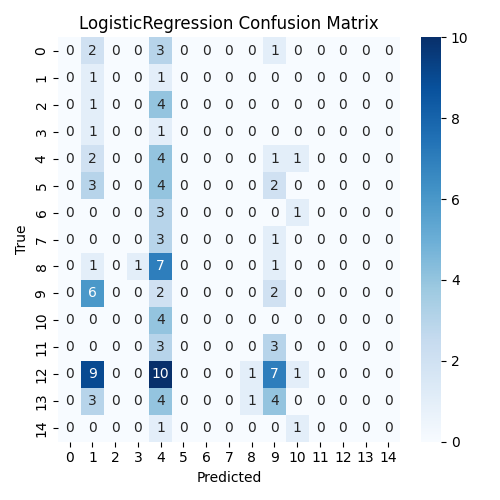 LogisticRegression Confusion Matrix
0 0 2 0 0 3 0 0 0 0 1 0 0 0 0 0
1 0 1 0 0 1 0 0 0 0 0 0 0 0 0 0
2 0 1 0 0 4 0 0 0 0 0 0 0 0 0 0
3 0 1 0 0 1 0 0 0 0 0 0 0 0 0 0
4 0 2 0 0 4 0 0 0 0 1 1 0 0 0 0
5 0 3 0 0 4 0 0 0 0 2 0 0 0 0 0
6 0 0 0 0 3 0 0 0 0 0 1 0 0 0 0
7 0 0 0 0 3 0 0 0 0 1 0 0 0 0 0
8 0 1 0 1 7 0 0 0 0 1 0 0 0 0 0
9 0 6 0 0 2 0 0 0 0 2 0 0 0 0 0
10 0 0 0 0 4 0 0 0 0 0 0 0 0 0 0
11 0 0 0 0 3 0 0 0 0 3 0 0 0 0 0
12 0 9 0 0 10 0 0 0 1 7 1 0 0 0 0
13 0 3 0 0 4 0 0 0 1 4 0 0 0 0 0
14 0 0 0 0 1 0 0 0 0 0 1 0 0 0 0
0 1 2 3 4 5 6 7 8 9 10 11 12 13 14
Predicted
True
10
8
6
4
2
0